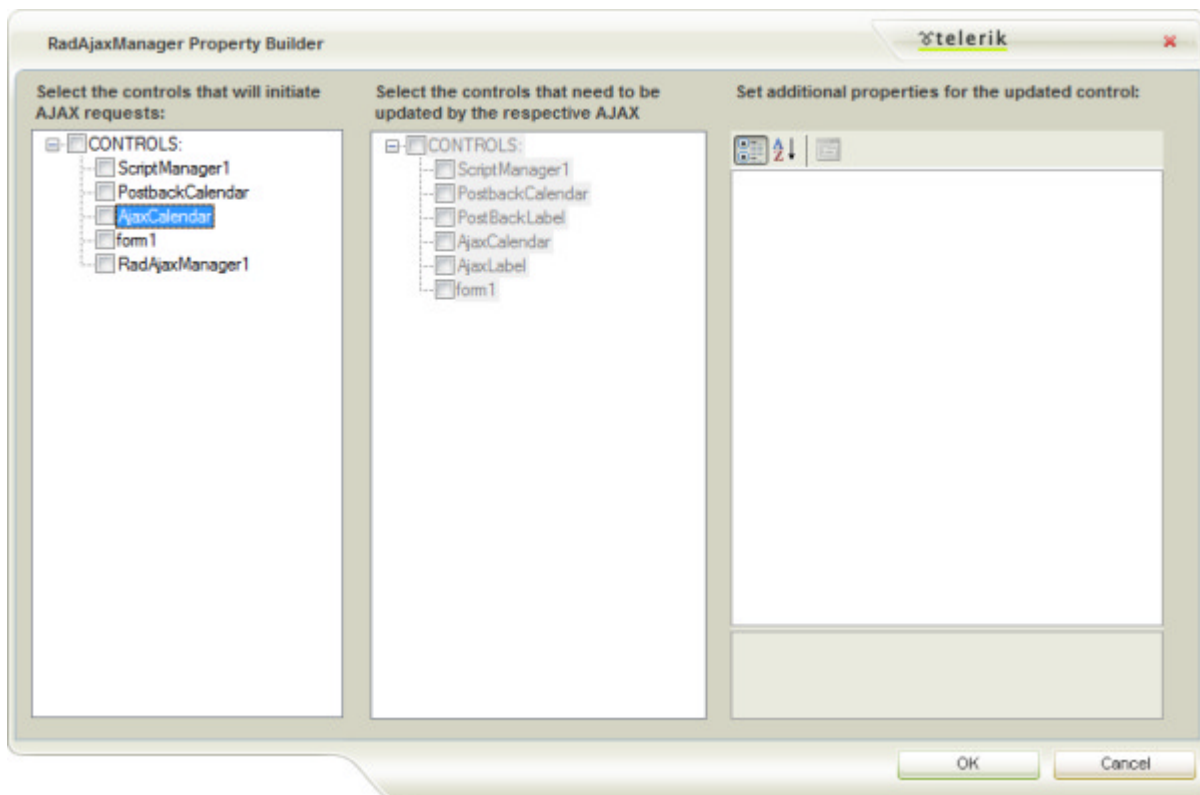 RadAjaxManager Property Builder
telerik
Select the controls that will initiate
AJAX requests:
CONTROLS:
ScriptManager1
PostbackCalendar
AjaxCalendar
form1
RadAjaxManager1
Select the controls that need to be
updated by the respective AJAX
CONTROLS:
ScriptManager1
PostbackCalendar
PostBackLabel
AjaxCalendar
AjaxLabel
form1
Set additional properties for the updated control:
A
Z
OK
Cancel